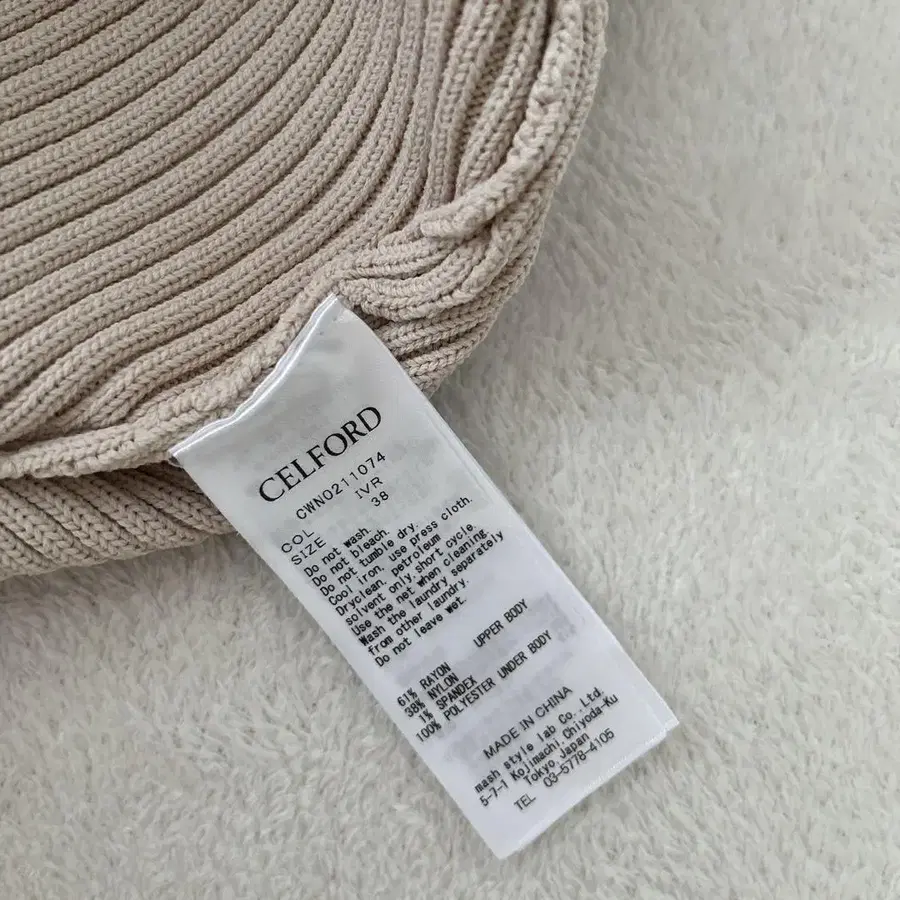 CELFORD
CWNO211074
COL IVR
SIZE 38
Do not wash.
Do not bleach.
Do not tumble dry.
Cool iron, use press cloth.
Dryclean, petroleum
solvent only, short cycle.
Use the net when cleaning.
Wash the laundry separately
from other laundry.
Do not leave wet.
UPPER BODY
61% RAYON
38% NYLON
1% SPANDEX
100% POLYESTER UNDER BODY
MADE IN CHINA
mash style lab Co.,Ltd.
5-7-1 Kojimachi, Chiyoda-Ku
Tokyo, Japan
TEL 03-5778-4105